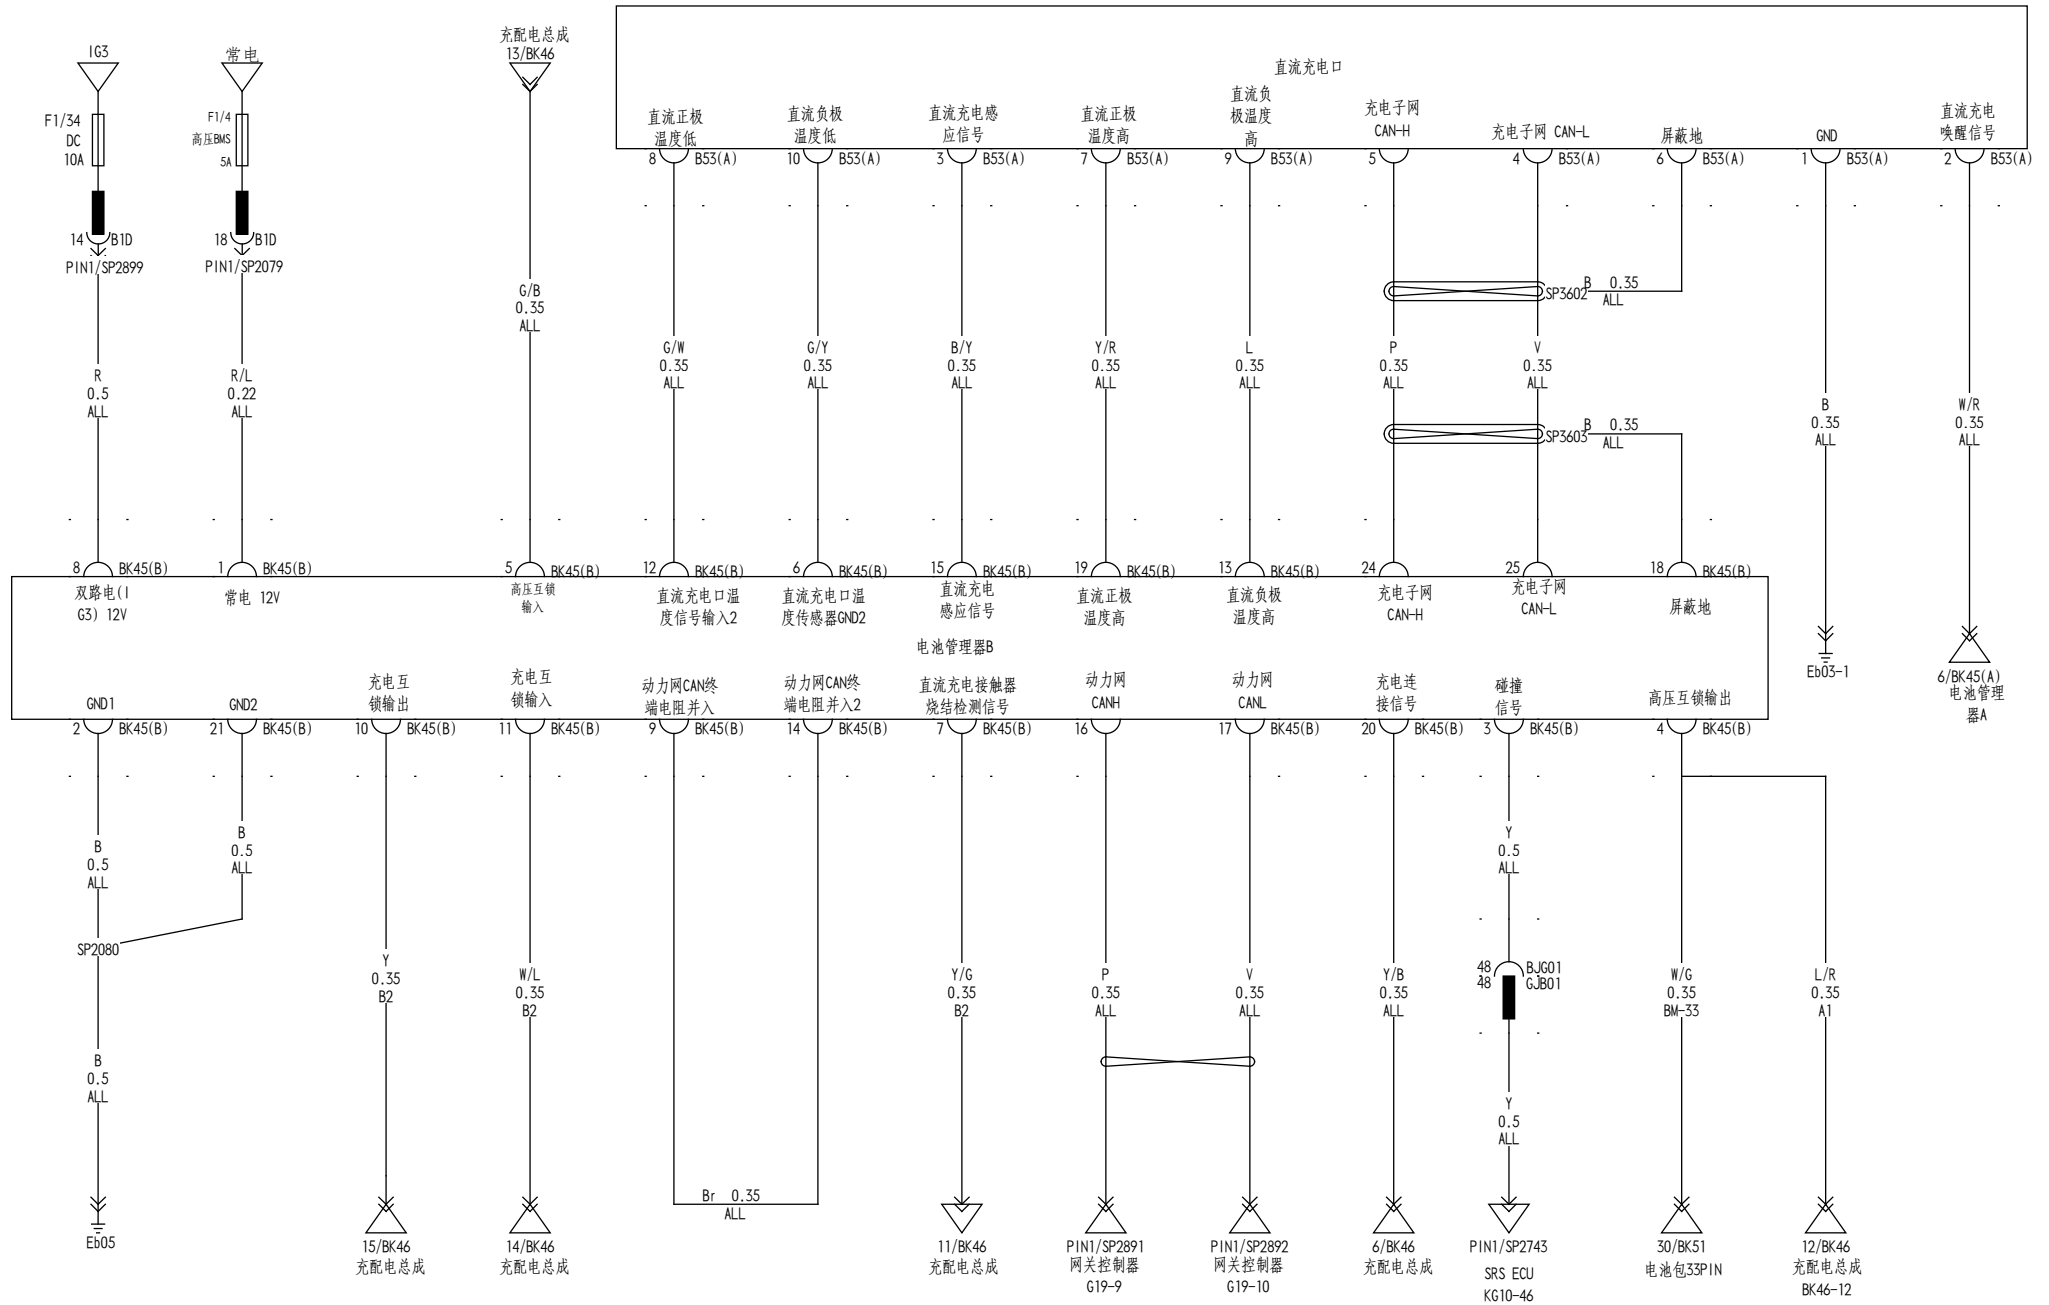 IG3
常电
充配电总成
13/BK46
直流充电口
F1/34
DC
10A
F1/4
高压BMS
5A
直流正极
温度低
直流负极
温度低
直流充电感
应信号
直流正极
温度高
直流负
极温度
高
充电子网
CAN-H
充电子网 CAN-L
屏蔽地
GND
直流充电
唤醒信号
8 B53(A)
10 B53(A)
3 B53(A)
7 B53(A)
9 B53(A)
5
4 B53(A)
6 B53(A)
1 B53(A)
2 B53(A)
14 B1D
PIN1/SP2899
18 B1D
PIN1/SP2079
G/B
0.35
ALL
SP3602
B 0.35
ALL
R
0.5
ALL
R/L
0.22
ALL
G/W
0.35
ALL
G/Y
0.35
ALL
B/Y
0.35
ALL
Y/R
0.35
ALL
L
0.35
ALL
P
0.35
ALL
V
0.35
ALL
SP3603
B 0.35
ALL
B
0.35
ALL
W/R
0.35
ALL
8 BK45(B)
1 BK45(B)
5 BK45(B)
12 BK45(B)
6 BK45(B)
15 BK45(B)
19 BK45(B)
13 BK45(B)
24
25
18 BK45(B)
双路电(I
G3) 12V
常电 12V
高压互锁
输入
直流充电口温
度信号输入2
直流充电口温
度传感器GND2
直流充电
感应信号
直流正极
温度高
直流负极
温度高
充电子网
CAN-H
充电子网
CAN-L
屏蔽地
电池管理器B
Eb03-1
6/BK45(A)
电池管理
器A
GND1
GND2
充电互
锁输出
充电互
锁输入
动力网CAN终
端电阻并入
动力网CAN终
端电阻并入2
直流充电接触器
烧结检测信号
动力网
CANH
动力网
CANL
充电连
接信号
碰撞
信号
高压互锁输出
2 BK45(B)
21 BK45(B)
10 BK45(B)
11 BK45(B)
9 BK45(B)
14 BK45(B)
7 BK45(B)
16
17 BK45(B)
20 BK45(B)
3 BK45(B)
4 BK45(B)
B
0.5
ALL
B
0.5
ALL
SP2080
B
0.5
ALL
Eb05
Y
0.35
B2
W/L
0.35
B2
Br 0.35
ALL
Y/G
0.35
B2
P
0.35
ALL
V
0.35
ALL
Y/B
0.35
ALL
Y
0.5
ALL
48 BJG01
48 GJB01
Y
0.5
ALL
W/G
0.35
BM-33
L/R
0.35
A1
15/BK46
充配电总成
14/BK46
充配电总成
11/BK46
充配电总成
PIN1/SP2891
网关控制器
G19-9
PIN1/SP2892
网关控制器
G19-10
6/BK46
充配电总成
PIN1/SP2743
SRS ECU
KG10-46
30/BK51
电池包33PIN
12/BK46
充配电总成
BK46-12